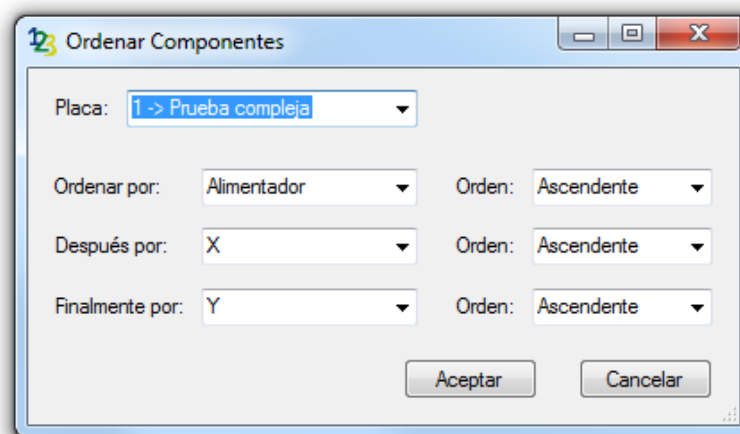 123 Ordenar Componentes
Placa: 1 -> Prueba compleja
Ordenar por: Alimentador Orden: Ascendente
Después por: X Orden: Ascendente
Finalmente por: Y Orden: Ascendente
Aceptar Cancelar